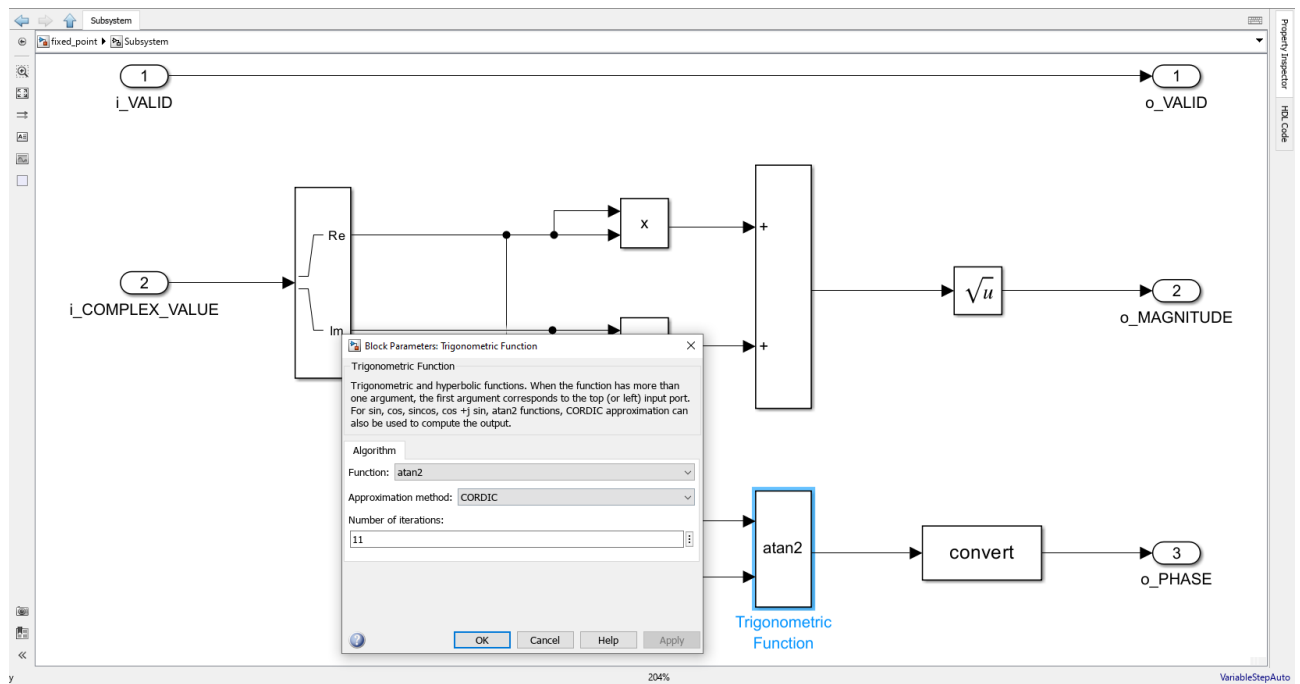 Subsystem
fixed_point ▸ Subsystem
Property Inspector
HDL Code
1
i_VALID
1
o_VALID
Re
x
+
2
i_COMPLEX_VALUE
√u
2
o_MAGNITUDE
Im
+
Block Parameters: Trigonometric Function
Trigonometric Function
Trigonometric and hyperbolic functions. When the function has more than
one argument, the first argument corresponds to the top (or left) input port.
For sin, cos, sincos, cos +j sin, atan2 functions, CORDIC approximation can
also be used to compute the output.
Algorithm
Function: atan2
Approximation method: CORDIC
Number of iterations:
11
OK Cancel Help Apply
atan2
convert
3
o_PHASE
Trigonometric
Function
y
204%
VariableStepAuto